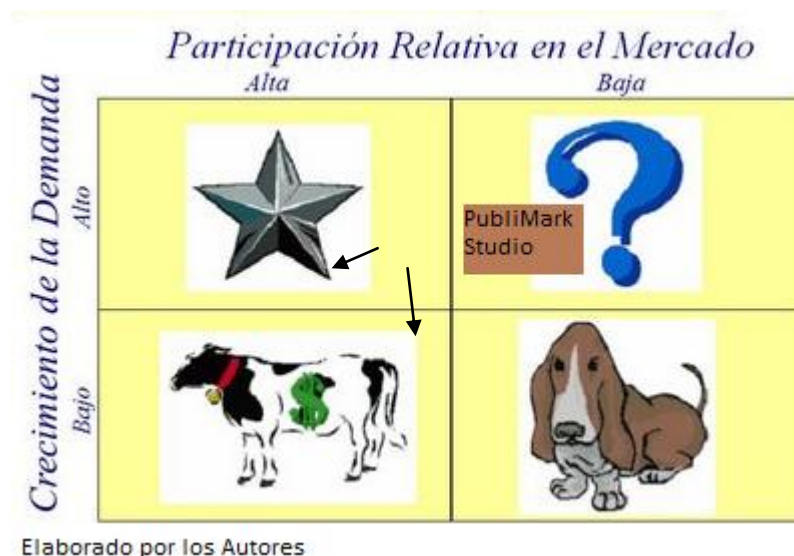 Participación Relativa en el Mercado
Alta Baja
Crecimiento de la Demanda
Alto
PubliMark
Studio
?
$
Bajo
Elaborado por los Autores